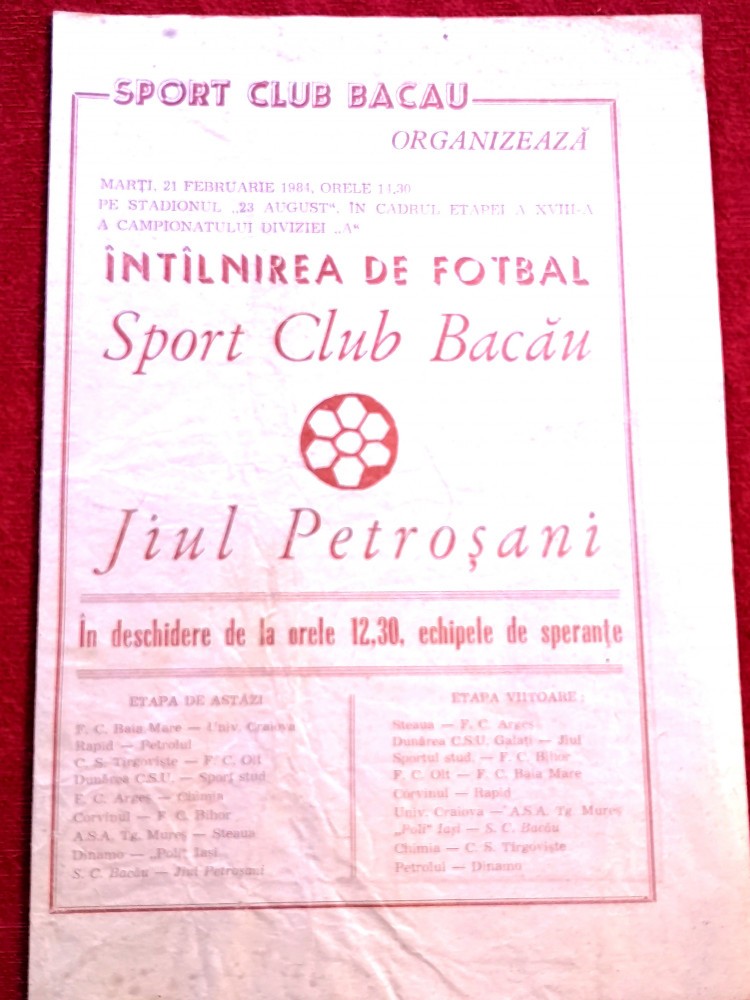 SPORT CLUB BACAU
ORGANIZEAZĂ
MARȚI, 21 FEBRUARIE 1984, ORELE 14,30
PE STADIONUL „23 AUGUST“, ÎN CADRUL ETAPEI A XVIII-A
A CAMPIONATULUI DIVIZIEI „A“
ÎNTÎLNIREA DE FOTBAL
Sport Club Bacău
Jiul Petroșani
În deschidere de la orele 12,30, echipele de speranțe
ETAPA DE ASTĂZI
F. C. Baia Mare — Univ. Craiova
Rapid — Petrolul
C. S. Tîrgoviște — F. C. Olt
Dunărea C.S.U. — Sport stud.
F. C. Argeș — Chimia
Corvinul — F. C. Bihor
A.S.A. Tg. Mureș — Steaua
Dinamo — „Poli“ Iași
S. C. Bacău — Jiul Petroșani
ETAPA VIITOARE :
Steaua — F. C. Argeș
Dunărea C.S.U. Galați — Jiul
Sportul stud. — F. C. Bihor
F. C. Olt — F. C. Baia Mare
Corvinul — Rapid
Univ. Craiova — A.S.A. Tg. Mureș
„Poli“ Iași — S. C. Bacău
Chimia — C. S. Tîrgoviște
Petrolul — Dinamo